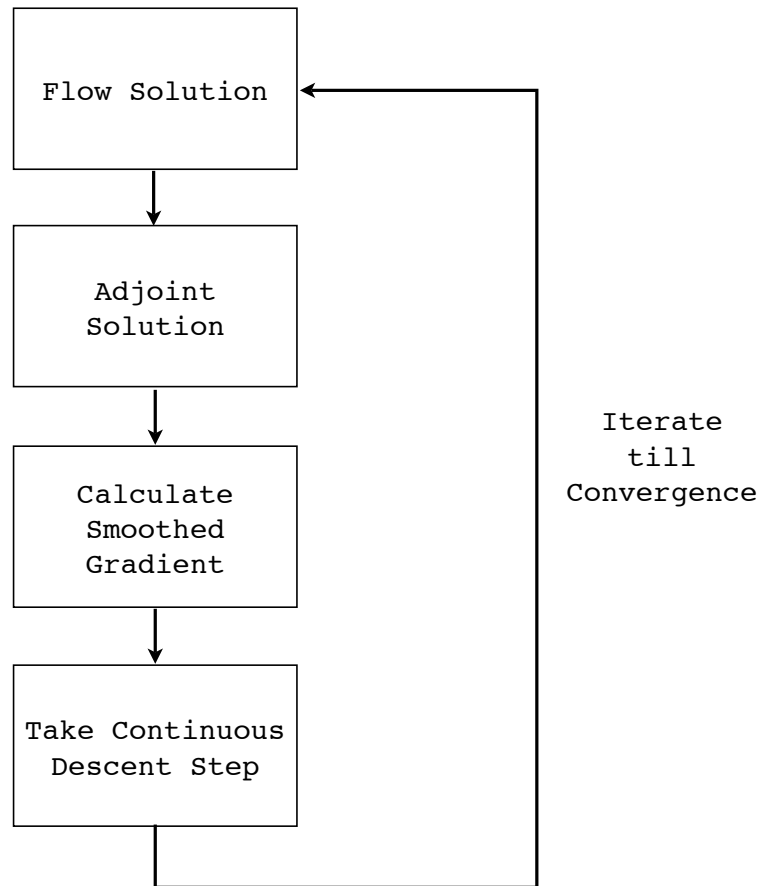 Flow Solution
Adjoint
Solution
Calculate
Smoothed
Gradient
Take Continuous
Descent Step
Iterate
till
Convergence